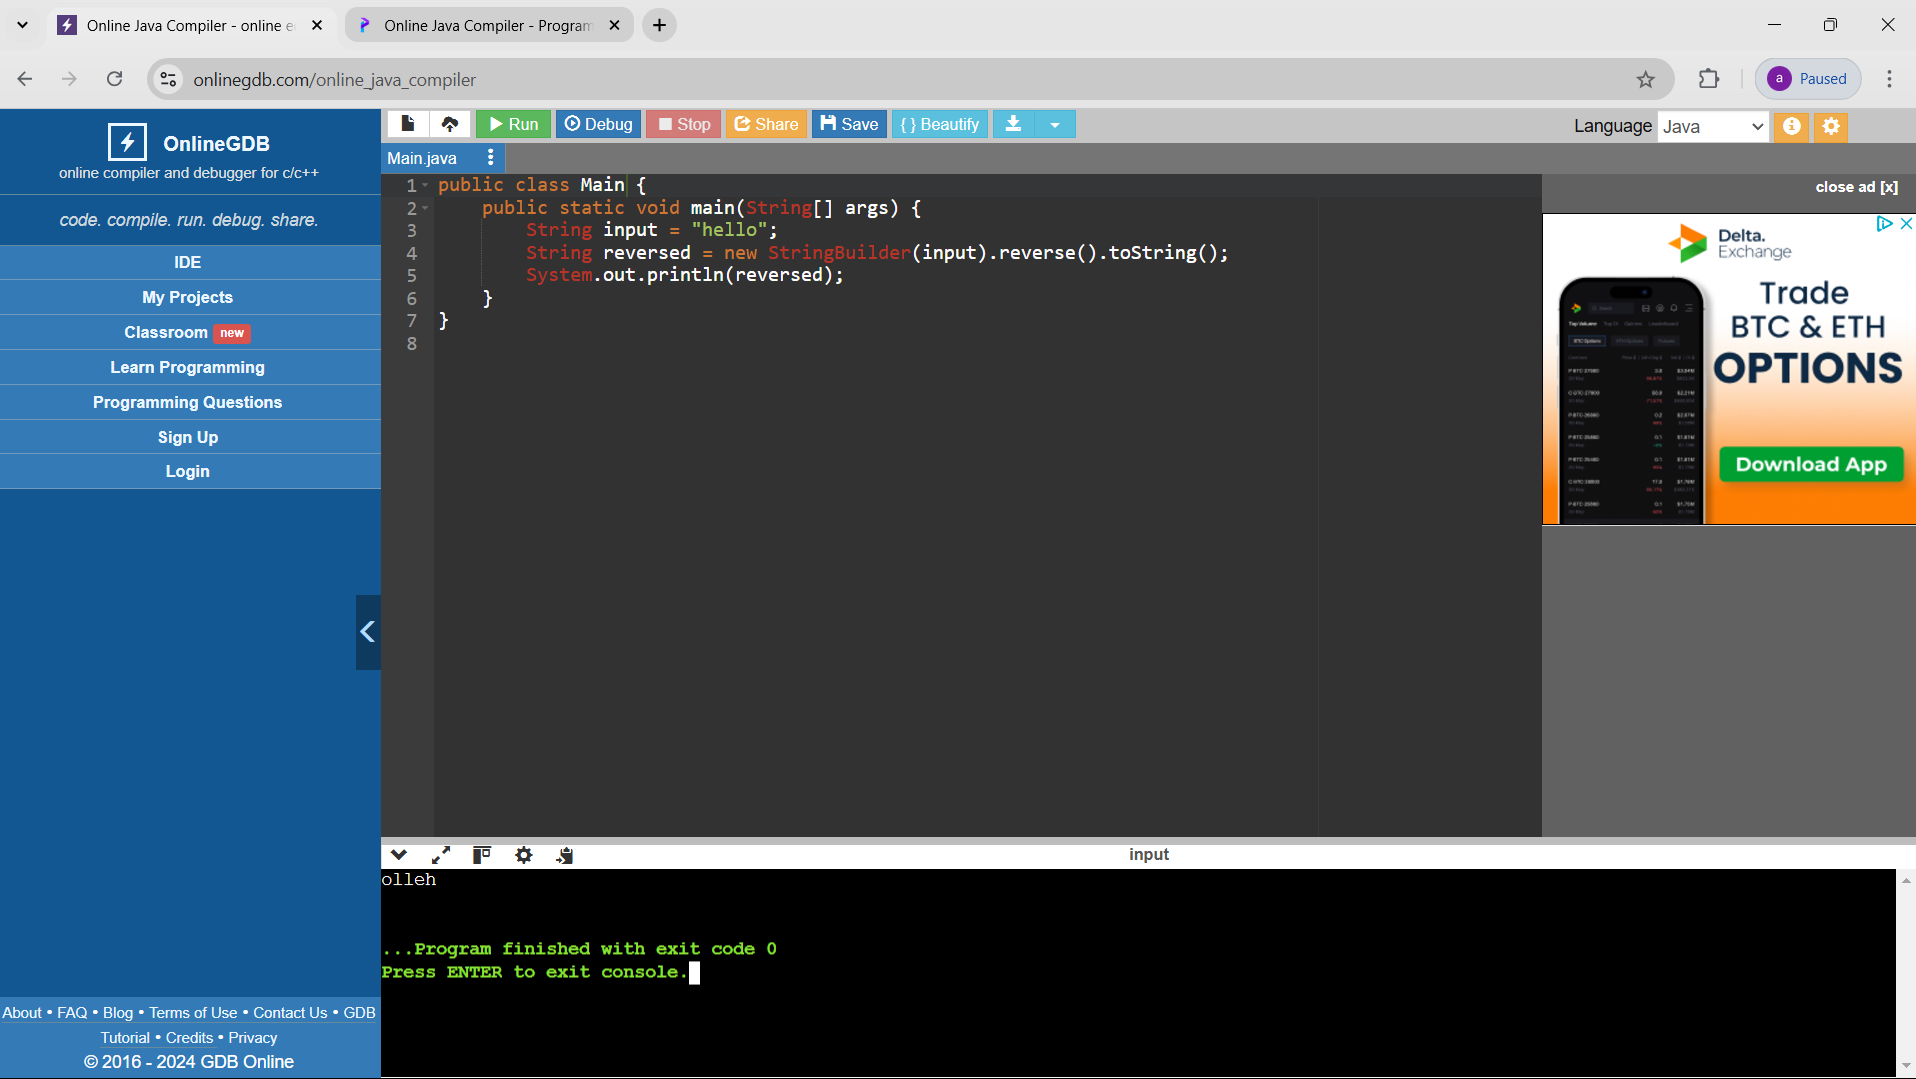 Online Java Compiler - online e
Online Java Compiler - Program
onlinegdb.com/online_java_compiler
a
Paused
OnlineGDB
online compiler and debugger for c/c++
code. compile. run. debug. share.
IDE
My Projects
Classroom new
Learn Programming
Programming Questions
Sign Up
Login
About • FAQ • Blog • Terms of Use • Contact Us • GDB
Tutorial • Credits • Privacy
© 2016 - 2024 GDB Online
Run Debug Stop Share Save { } Beautify
Language Java
Main.java
1 public class Main {
2 public static void main(String[] args) {
3 String input = "hello";
4 String reversed = new StringBuilder(input).reverse().toString();
5 System.out.println(reversed);
6 }
7 }
8
close ad [x]
Delta.
Exchange
Trade
BTC & ETH
OPTIONS
Download App
input
olleh
...Program finished with exit code 0
Press ENTER to exit console.